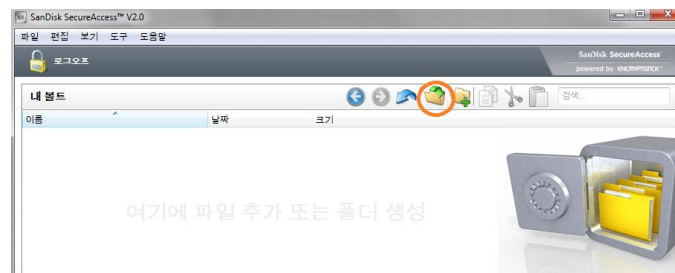 SanDisk SecureAccess™ V2.0
파일 편집 보기 도구 도움말
로그오프
SanDisk SecureAccess™
powered by ENCRYPTSTICK™
내 볼트
검색...
이름 날짜 크기
여기에 파일 추가 또는 폴더 생성